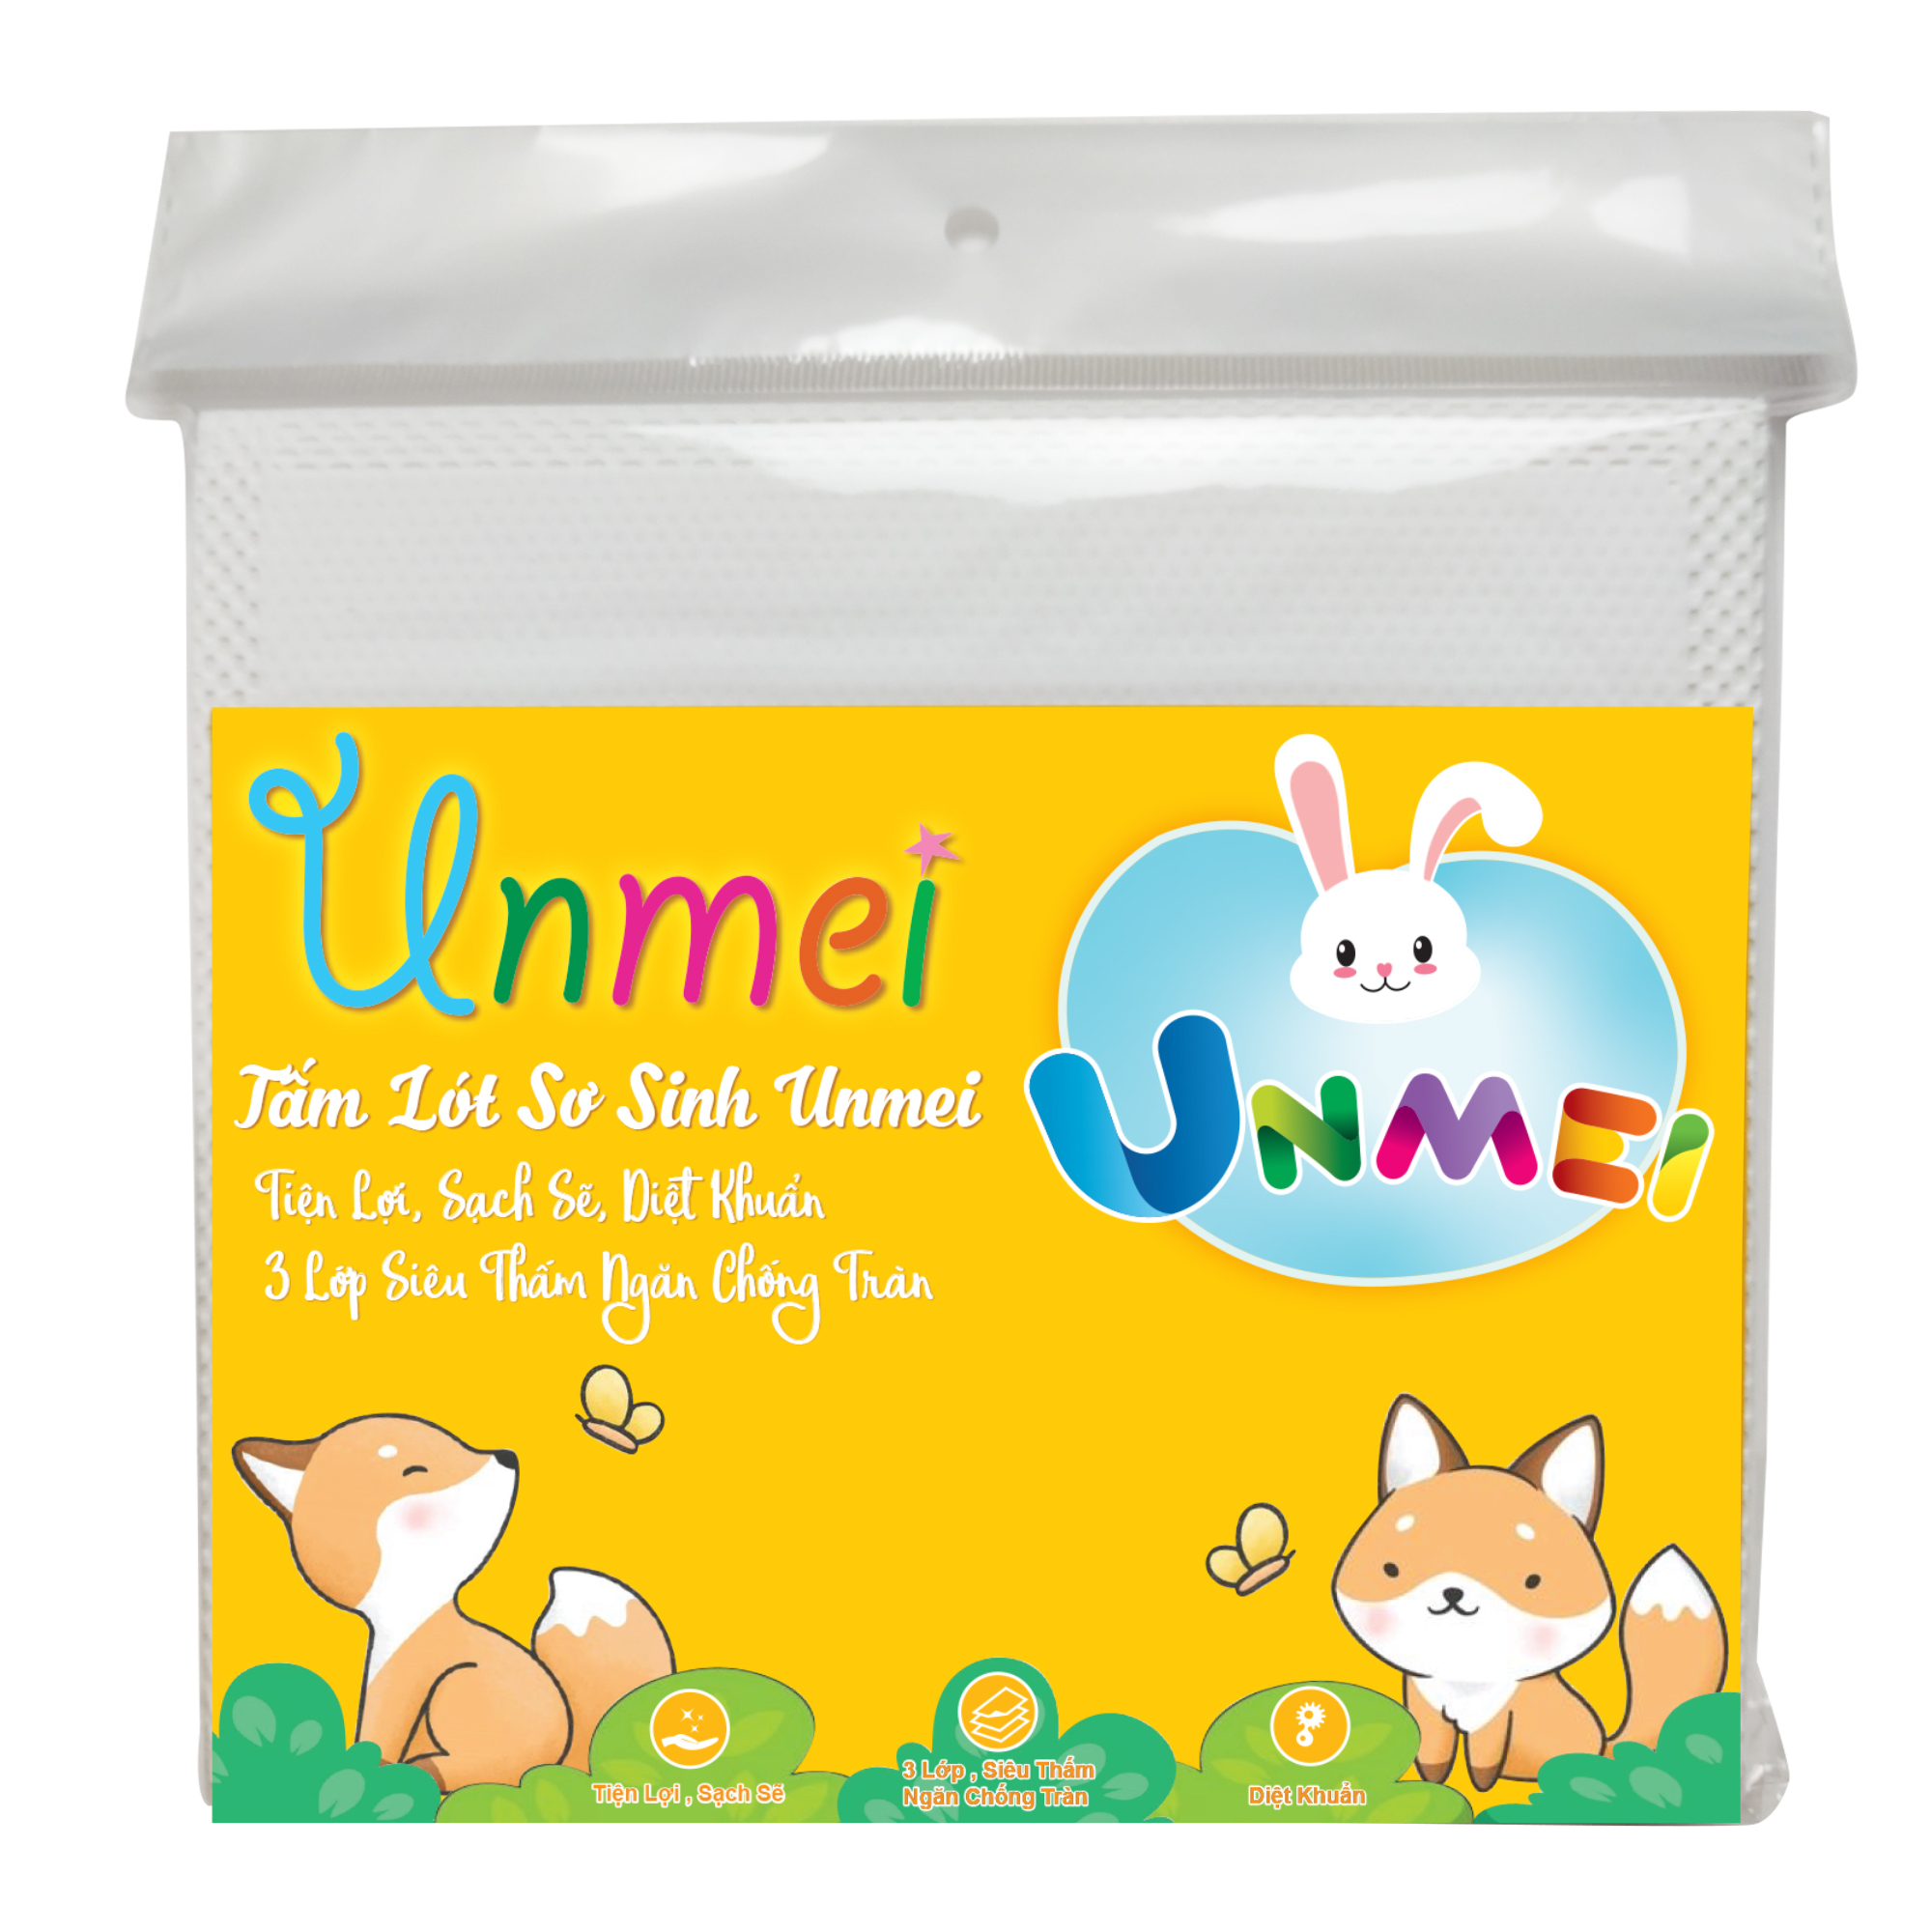 Unmei
Tấm Lót Sơ Sinh Unmei
Tiện Lợi, Sạch Sẽ, Diệt Khuẩn
3 Lớp Siêu Thấm Ngăn Chống Tràn
UNMEI
Tiện Lợi , Sạch Sẽ
3 Lớp , Siêu Thấm
Ngăn Chống Tràn
Diệt Khuẩn